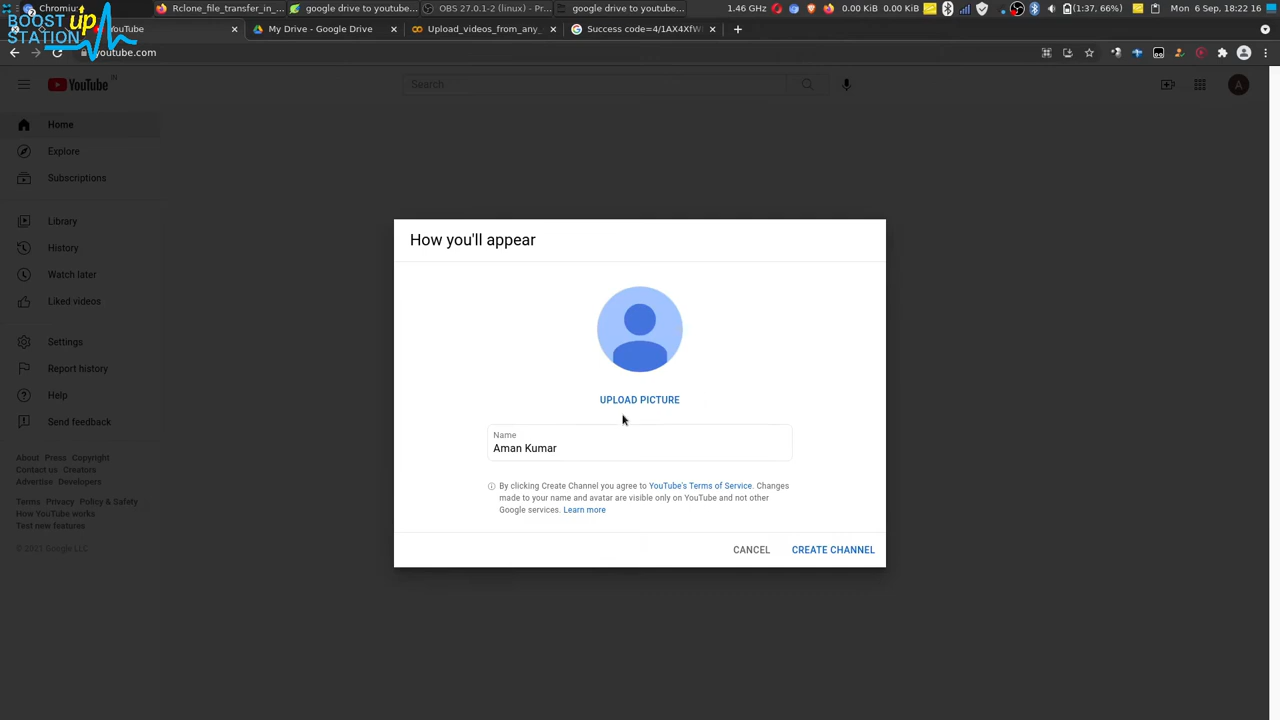 Chromiu
Rclone_file_transfer_in_...
google drive to youtube...
OBS 27.0.1-2 (linux) - Pr...
google drive to youtube...
1.46 GHz
0.00 KiB 0.00 KiB
(1:37, 66%)
Mon 6 Sep, 18:22:16
BOOST up
STATION
YouTube
My Drive - Google Drive
Upload_videos_from_any_
Success code=4/1AX4XfW
youtube.com
YouTube IN
Search
A
Home
Explore
Subscriptions
Library
History
Watch later
Liked videos
Settings
Report history
Help
Send feedback
About Press Copyright
Contact us Creators
Advertise Developers
Terms Privacy Policy & Safety
How YouTube works
Test new features
© 2021 Google LLC
How you'll appear
UPLOAD PICTURE
Name
Aman Kumar
By clicking Create Channel you agree to YouTube's Terms of Service. Changes
made to your name and avatar are visible only on YouTube and not other
Google services. Learn more
CANCEL
CREATE CHANNEL